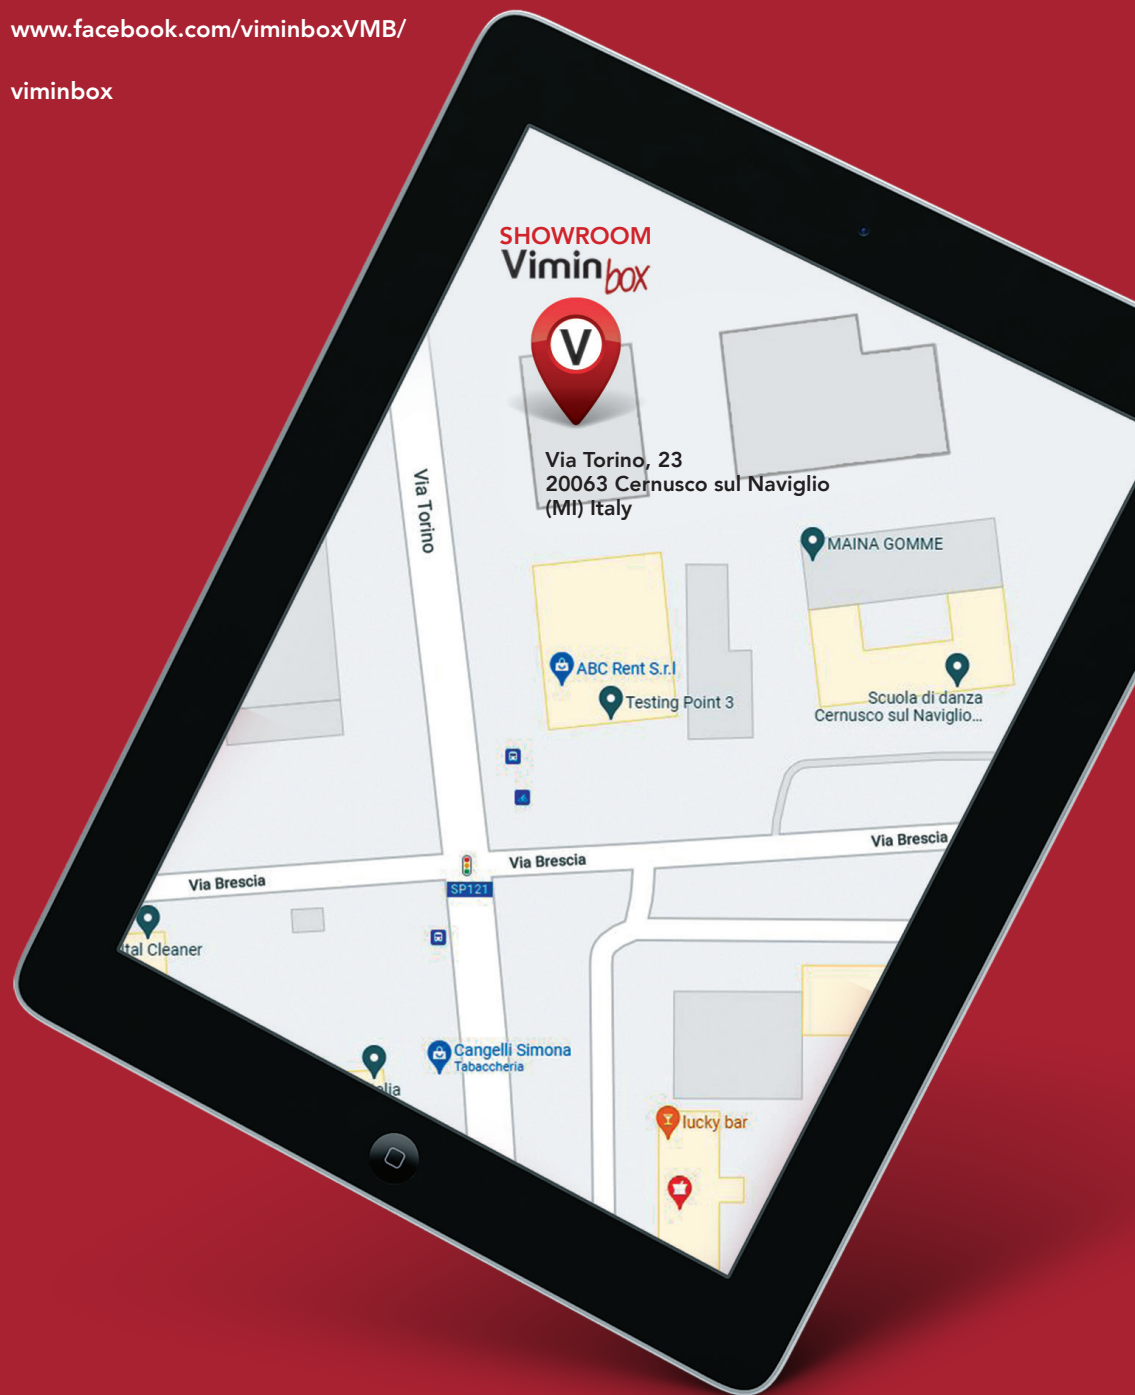 www.facebook.com/viminboxVMB/
viminbox
SHOWROOM
Viminbox
V
Via Torino, 23
20063 Cernusco sul Naviglio
(MI) Italy
Via Torino
MAINA GOMME
ABC Rent S.r.l
Testing Point 3
Scuola di danza
Cernusco sul Naviglio...
Via Brescia
Via Brescia
Via Brescia
SP121
tal Cleaner
Cangelli Simona
Tabaccheria
alia
lucky bar